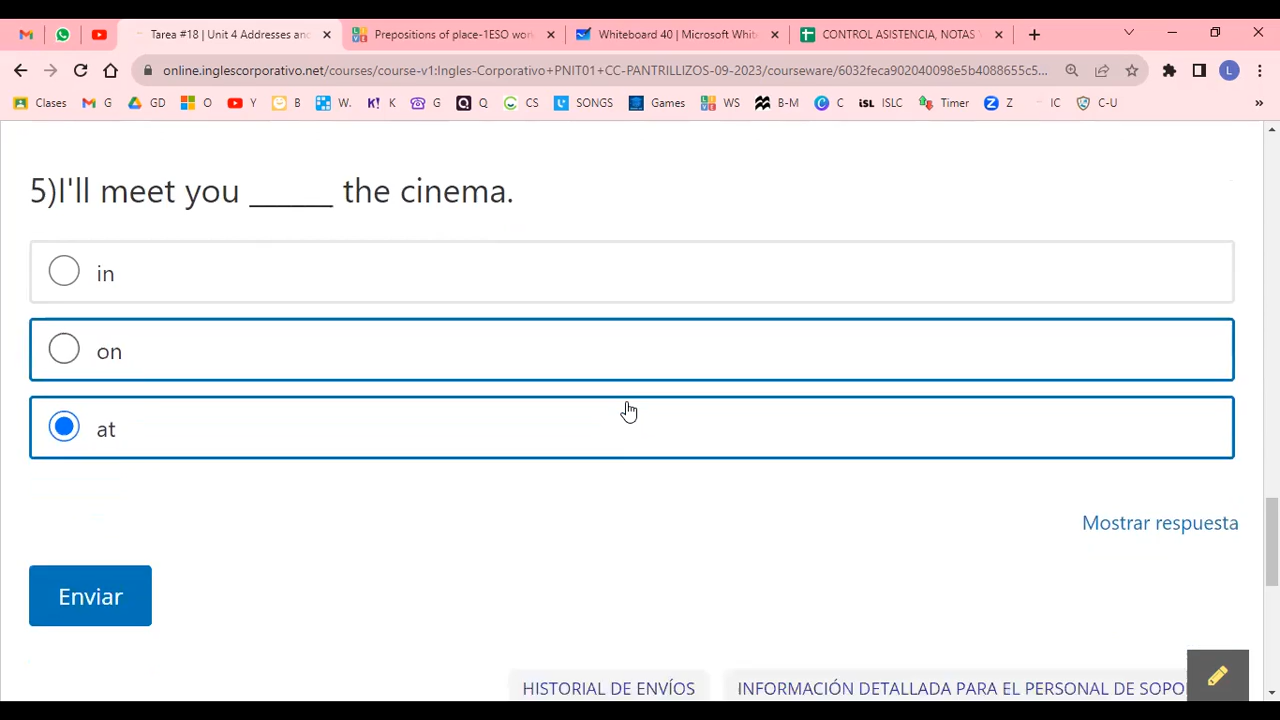 Tarea #18 | Unit 4 Addresses and
Prepositions of place-1ESO wor
Whiteboard 40 | Microsoft White
CONTROL ASISTENCIA, NOTAS
online.inglescorporativo.net/courses/course-v1:Ingles-Corporativo+PNIT01+CC-PANTRILLIZOS-09-2023/courseware/6032feca902040098e5b4088655c5...
L
Clases G GD O Y B W. K! K G Q Q CS SONGS Games WS B-M C C ISL ISLC Timer Z Z IC C-U »
5)I'll meet you ______ the cinema.
in
on
at
Mostrar respuesta
Enviar
HISTORIAL DE ENVÍOS
INFORMACIÓN DETALLADA PARA EL PERSONAL DE SOPO